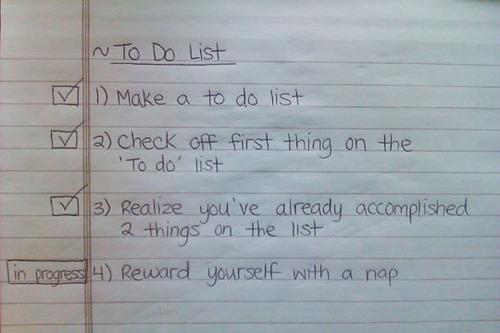 ~ To Do List
1) Make a to do list
2) Check off first thing on the
'To do' list
3) Realize you've already accomplished
2 things on the list
in progress 4) Reward yourself with a nap